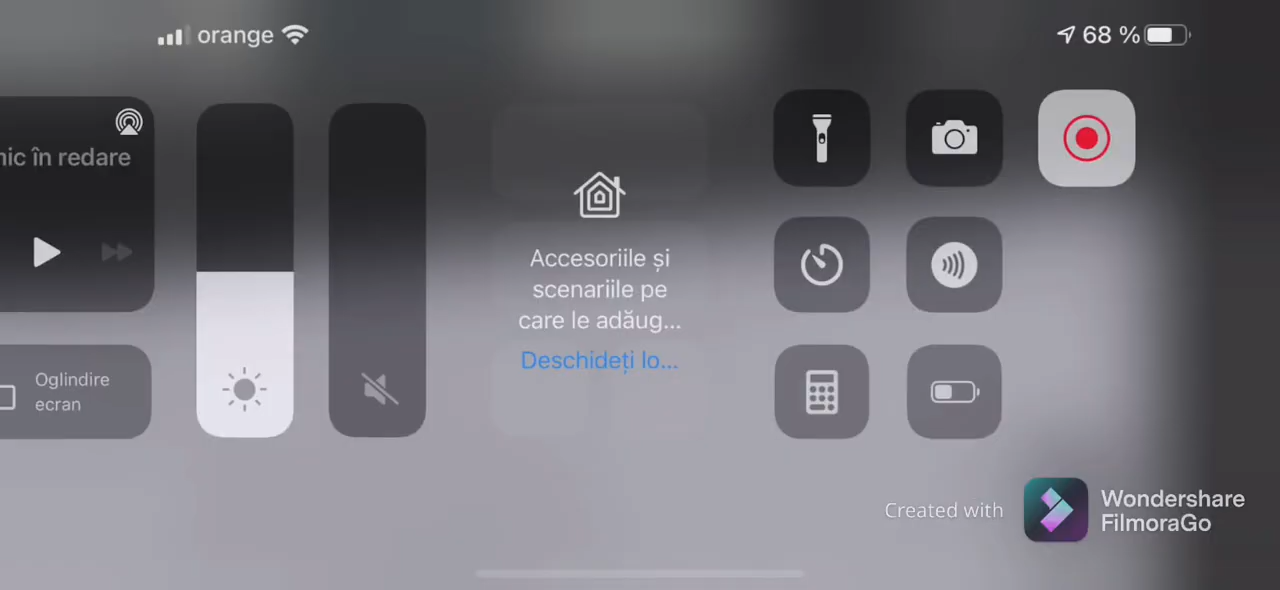 orange
68 %
nic în redare
Oglindire
ecran
Accesoriile și
scenariile pe
care le adăug...
Deschideți lo...
Created with
Wondershare
FilmoraGo